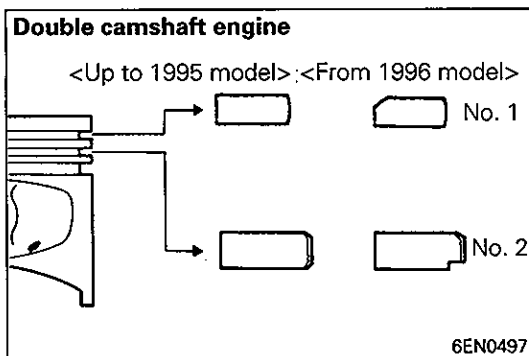 Double camshaft engine
<Up to 1995 model> <From 1996 model>
No. 1
No. 2
6EN0497